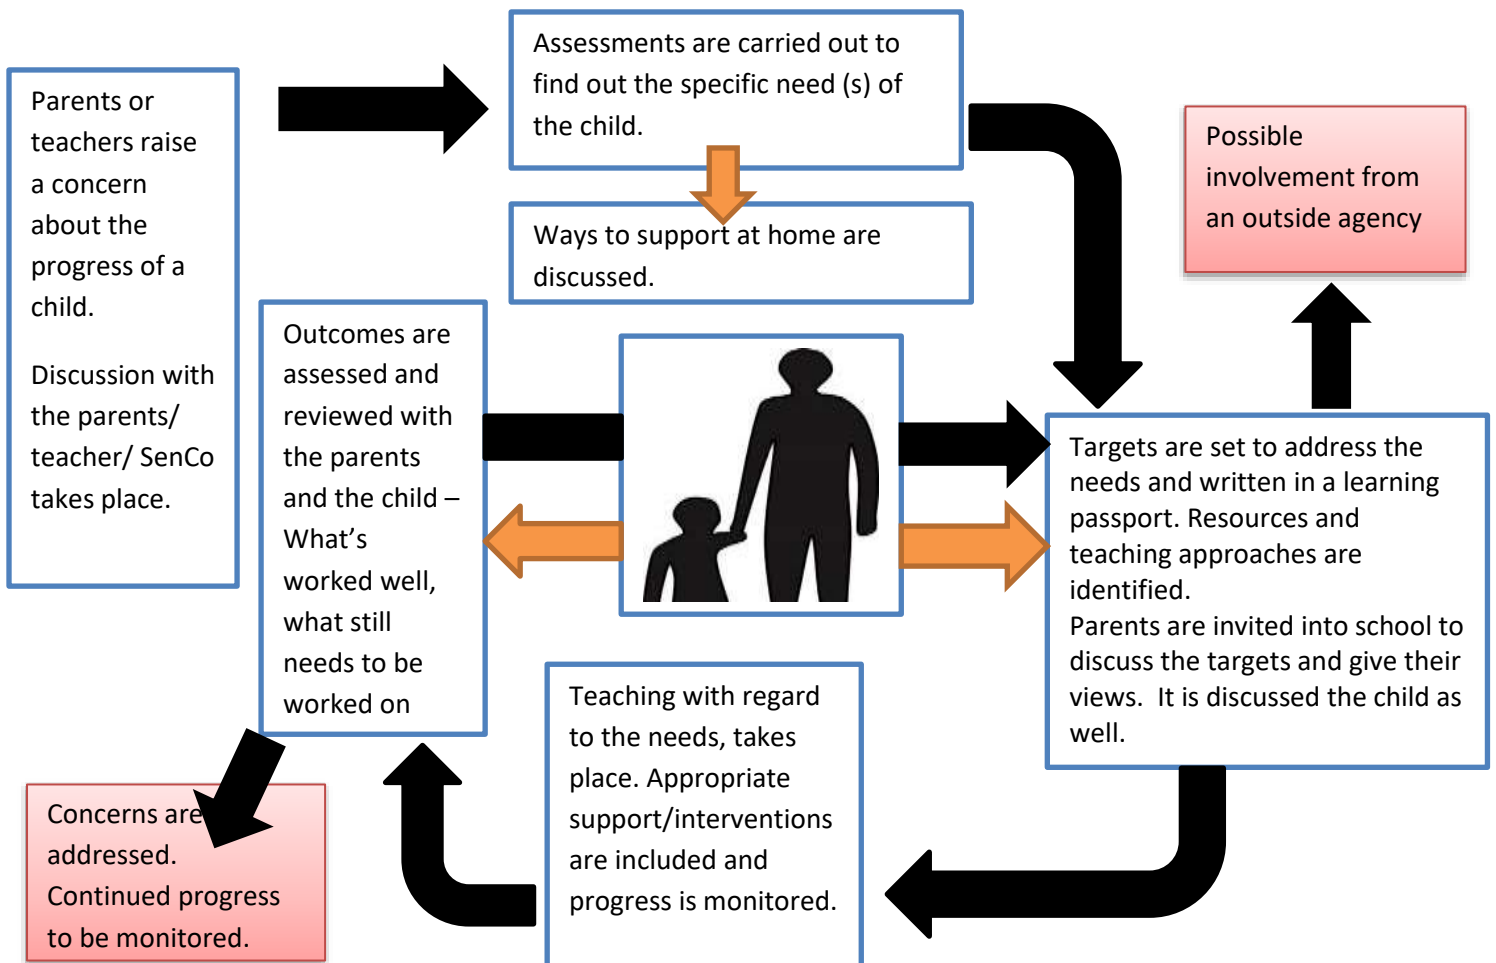 Parents or
teachers raise
a concern
about the
progress of a
child.
Discussion with
the parents/
teacher/ SenCo
takes place.
Assessments are carried out to
find out the specific need (s) of
the child.
Ways to support at home are
discussed.
Possible
involvement from
an outside agency
Targets are set to address the
needs and written in a learning
passport. Resources and
teaching approaches are
identified.
Parents are invited into school to
discuss the targets and give their
views.  It is discussed the child as
well.
Teaching with regard
to the needs, takes
place. Appropriate
support/interventions
are included and
progress is monitored.
Outcomes are
assessed and
reviewed with
the parents
and the child –
What's
worked well,
what still
needs to be
worked on
Concerns are
addressed.
Continued progress
to be monitored.